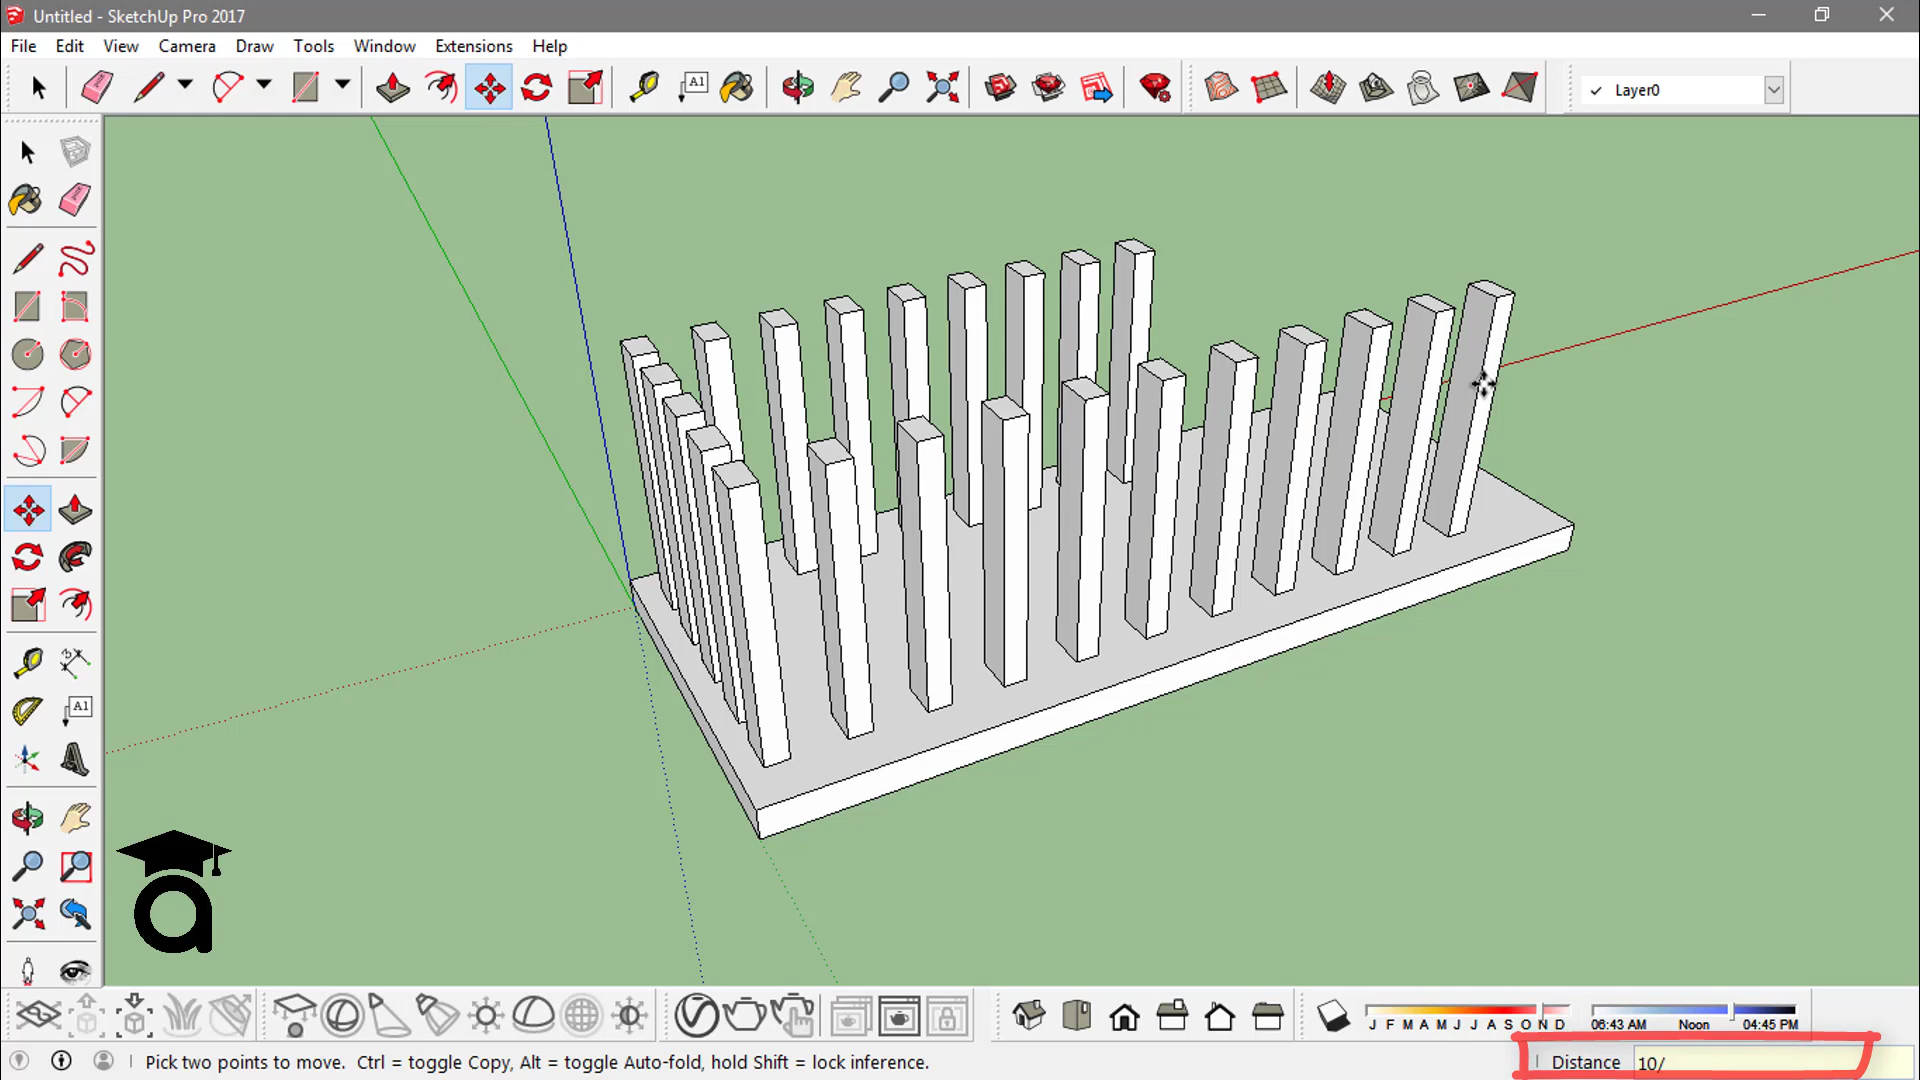 Untitled - SketchUp Pro 2017
File Edit View Camera Draw Tools Window Extensions Help
A1
✓ Layer0
A1
J F M A M J J A S O N D
06:43 AM Noon 04:45 PM
Pick two points to move. Ctrl = toggle Copy, Alt = toggle Auto-fold, hold Shift = lock inference.
Distance 10/